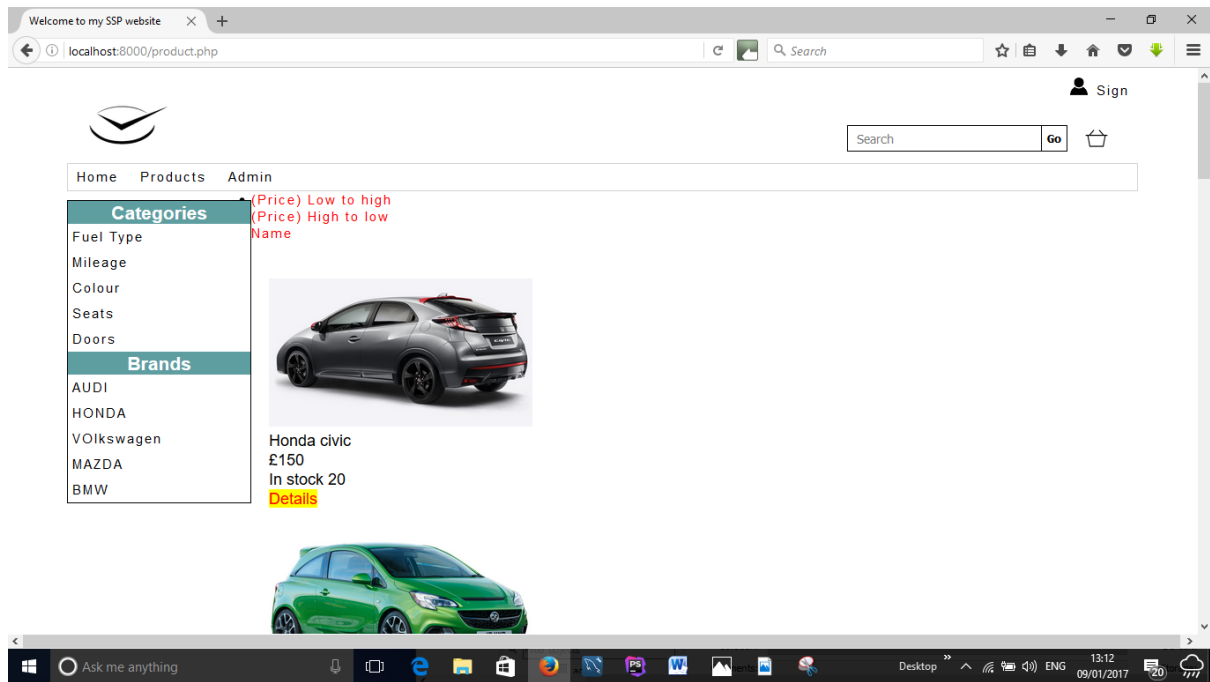 Welcome to my SSP website
localhost:8000/product.php
Search
Sign
Search Go
Home Products Admin
Categories
Fuel Type
Mileage
Colour
Seats
Doors
Brands
AUDI
HONDA
VOlkswagen
MAZDA
BMW
(Price) Low to high
(Price) High to low
Name
CIVIC
Honda civic
£150
In stock 20
Details
Ask me anything
Desktop
ENG
13:12
09/01/2017
20